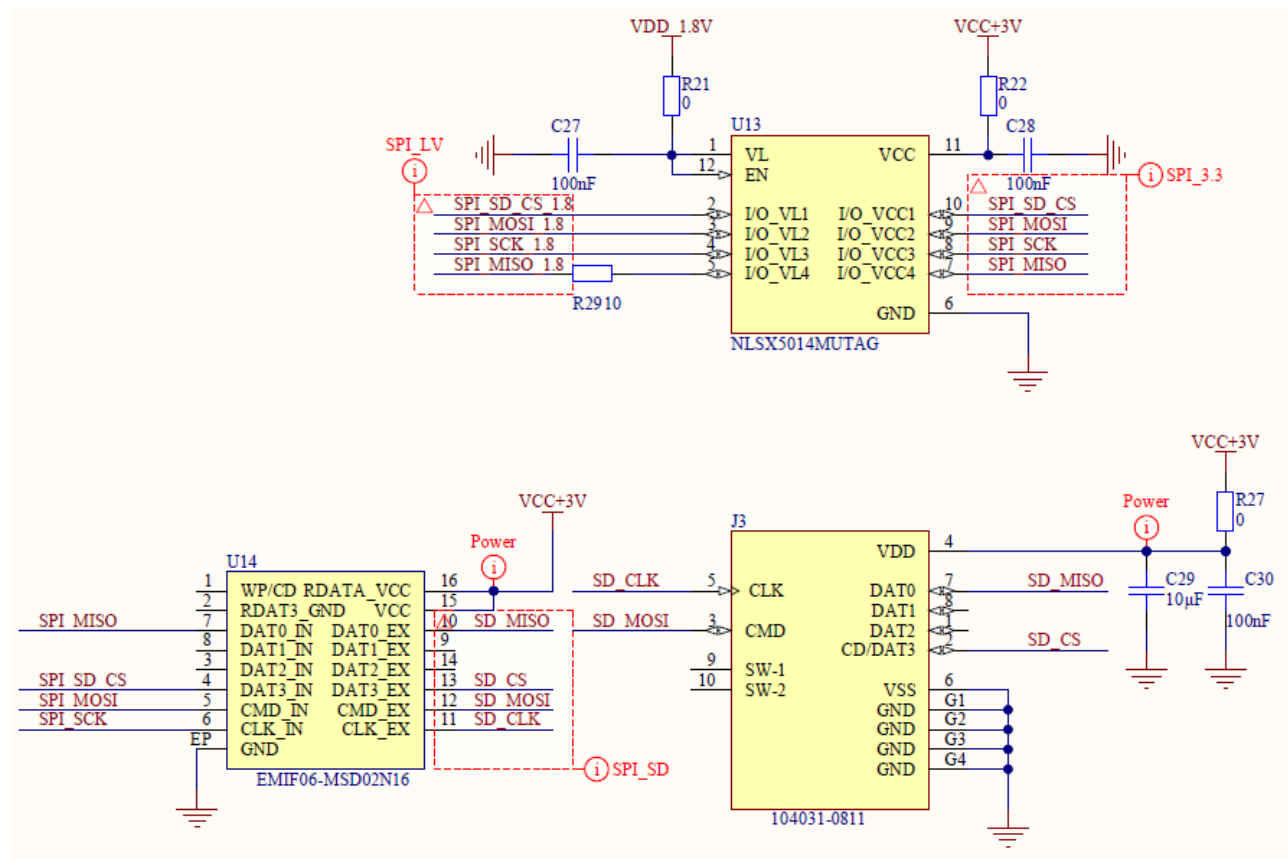 VDD_1.8V
VCC+3V
R21
0
R22
0
C27
100nF
U13
C28
100nF
SPI_LV
i
i
SPI_3.3
1
VL
VCC
11
12
EN
SPI_SD_CS_1.8
2
I/O_VL1
I/O_VCC1
10
SPI_SD_CS
SPI_MOSI_1.8
3
I/O_VL2
I/O_VCC2
9
SPI_MOSI
SPI_SCK_1.8
4
I/O_VL3
I/O_VCC3
8
SPI_SCK
SPI_MISO_1.8
5
I/O_VL4
I/O_VCC4
7
SPI_MISO
R2910
GND
6
NLSX5014MUTAG
VCC+3V
Power
i
U14
1
WP/CD
RDATA_VCC
16
2
RDAT3_GND
VCC
15
SPI_MISO
7
DAT0_IN
DAT0_EX
10
SD_MISO
8
DAT1_IN
DAT1_EX
9
3
DAT2_IN
DAT2_EX
14
SPI_SD_CS
4
DAT3_IN
DAT3_EX
13
SD_CS
SPI_MOSI
5
CMD_IN
CMD_EX
12
SD_MOSI
SPI_SCK
6
CLK_IN
CLK_EX
11
SD_CLK
EP
GND
EMIF06-MSD02N16
i
SPI_SD
J3
VDD
4
SD_CLK
5
CLK
DAT0
7
SD_MISO
DAT1
8
SD_MOSI
3
CMD
DAT2
1
CD/DAT3
2
SD_CS
9
SW-1
10
SW-2
VSS
6
GND
G1
GND
G2
GND
G3
GND
G4
104031-0811
VCC+3V
R27
0
Power
i
C29
10µF
C30
100nF